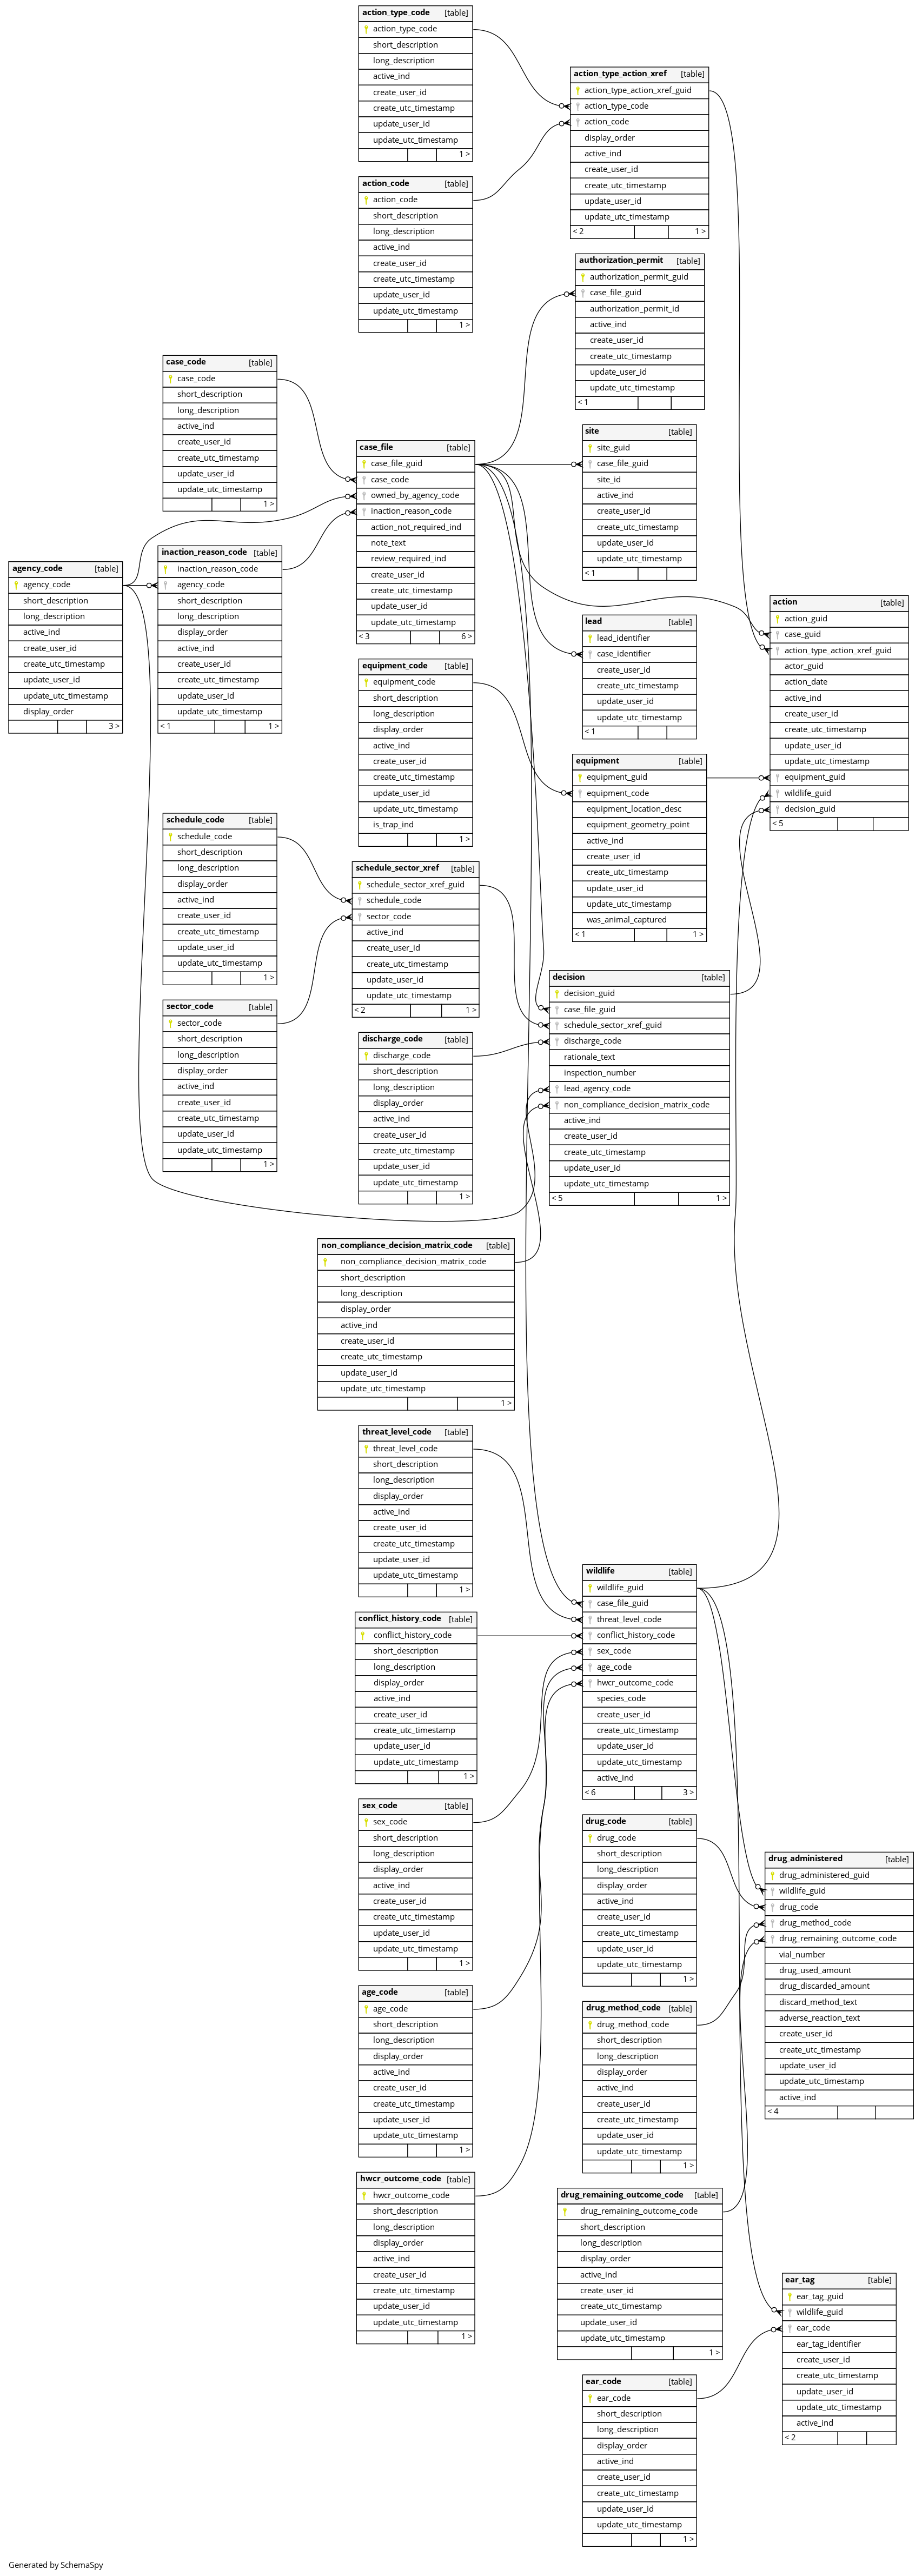 action_type_code [table]
action_type_code
short_description
long_description
active_ind
create_user_id
create_utc_timestamp
update_user_id
update_utc_timestamp
1 >
action_type_action_xref [table]
action_type_action_xref_guid
action_type_code
action_code
display_order
active_ind
create_user_id
create_utc_timestamp
update_user_id
update_utc_timestamp
< 2 1 >
action_code [table]
action_code
short_description
long_description
active_ind
create_user_id
create_utc_timestamp
update_user_id
update_utc_timestamp
1 >
authorization_permit [table]
authorization_permit_guid
case_file_guid
authorization_permit_id
active_ind
create_user_id
create_utc_timestamp
update_user_id
update_utc_timestamp
< 1
case_code [table]
case_code
short_description
long_description
active_ind
create_user_id
create_utc_timestamp
update_user_id
update_utc_timestamp
1 >
case_file [table]
case_file_guid
case_code
owned_by_agency_code
inaction_reason_code
action_not_required_ind
note_text
review_required_ind
create_user_id
create_utc_timestamp
update_user_id
update_utc_timestamp
< 3 6 >
site [table]
site_guid
case_file_guid
site_id
active_ind
create_user_id
create_utc_timestamp
update_user_id
update_utc_timestamp
< 1
agency_code [table]
agency_code
short_description
long_description
active_ind
create_user_id
create_utc_timestamp
update_user_id
update_utc_timestamp
display_order
3 >
inaction_reason_code [table]
inaction_reason_code
agency_code
short_description
long_description
display_order
active_ind
create_user_id
create_utc_timestamp
update_user_id
update_utc_timestamp
< 1 1 >
action [table]
action_guid
case_guid
action_type_action_xref_guid
actor_guid
action_date
active_ind
create_user_id
create_utc_timestamp
update_user_id
update_utc_timestamp
equipment_guid
wildlife_guid
decision_guid
< 5
lead [table]
lead_identifier
case_identifier
create_user_id
create_utc_timestamp
update_user_id
update_utc_timestamp
< 1
equipment_code [table]
equipment_code
short_description
long_description
display_order
active_ind
create_user_id
create_utc_timestamp
update_user_id
update_utc_timestamp
is_trap_ind
1 >
equipment [table]
equipment_guid
equipment_code
equipment_location_desc
equipment_geometry_point
active_ind
create_user_id
create_utc_timestamp
update_user_id
update_utc_timestamp
was_animal_captured
< 1 1 >
schedule_code [table]
schedule_code
short_description
long_description
display_order
active_ind
create_user_id
create_utc_timestamp
update_user_id
update_utc_timestamp
1 >
schedule_sector_xref [table]
schedule_sector_xref_guid
schedule_code
sector_code
active_ind
create_user_id
create_utc_timestamp
update_user_id
update_utc_timestamp
< 2 1 >
decision [table]
decision_guid
case_file_guid
schedule_sector_xref_guid
discharge_code
rationale_text
inspection_number
lead_agency_code
non_compliance_decision_matrix_code
active_ind
create_user_id
create_utc_timestamp
update_user_id
update_utc_timestamp
< 5 1 >
sector_code [table]
sector_code
short_description
long_description
display_order
active_ind
create_user_id
create_utc_timestamp
update_user_id
update_utc_timestamp
1 >
discharge_code [table]
discharge_code
short_description
long_description
display_order
active_ind
create_user_id
create_utc_timestamp
update_user_id
update_utc_timestamp
1 >
non_compliance_decision_matrix_code [table]
non_compliance_decision_matrix_code
short_description
long_description
display_order
active_ind
create_user_id
create_utc_timestamp
update_user_id
update_utc_timestamp
1 >
threat_level_code [table]
threat_level_code
short_description
long_description
display_order
active_ind
create_user_id
create_utc_timestamp
update_user_id
update_utc_timestamp
1 >
wildlife [table]
wildlife_guid
case_file_guid
threat_level_code
conflict_history_code
sex_code
age_code
hwcr_outcome_code
species_code
create_user_id
create_utc_timestamp
update_user_id
update_utc_timestamp
active_ind
< 6 3 >
conflict_history_code [table]
conflict_history_code
short_description
long_description
display_order
active_ind
create_user_id
create_utc_timestamp
update_user_id
update_utc_timestamp
1 >
sex_code [table]
sex_code
short_description
long_description
display_order
active_ind
create_user_id
create_utc_timestamp
update_user_id
update_utc_timestamp
1 >
drug_code [table]
drug_code
short_description
long_description
display_order
active_ind
create_user_id
create_utc_timestamp
update_user_id
update_utc_timestamp
1 >
drug_administered [table]
drug_administered_guid
wildlife_guid
drug_code
drug_method_code
drug_remaining_outcome_code
vial_number
drug_used_amount
drug_discarded_amount
discard_method_text
adverse_reaction_text
create_user_id
create_utc_timestamp
update_user_id
update_utc_timestamp
active_ind
< 4
age_code [table]
age_code
short_description
long_description
display_order
active_ind
create_user_id
create_utc_timestamp
update_user_id
update_utc_timestamp
1 >
drug_method_code [table]
drug_method_code
short_description
long_description
display_order
active_ind
create_user_id
create_utc_timestamp
update_user_id
update_utc_timestamp
1 >
hwcr_outcome_code [table]
hwcr_outcome_code
short_description
long_description
display_order
active_ind
create_user_id
create_utc_timestamp
update_user_id
update_utc_timestamp
1 >
drug_remaining_outcome_code [table]
drug_remaining_outcome_code
short_description
long_description
display_order
active_ind
create_user_id
create_utc_timestamp
update_user_id
update_utc_timestamp
1 >
ear_tag [table]
ear_tag_guid
wildlife_guid
ear_code
ear_tag_identifier
create_user_id
create_utc_timestamp
update_user_id
update_utc_timestamp
active_ind
< 2
ear_code [table]
ear_code
short_description
long_description
display_order
active_ind
create_user_id
create_utc_timestamp
update_user_id
update_utc_timestamp
1 >
Generated by SchemaSpy